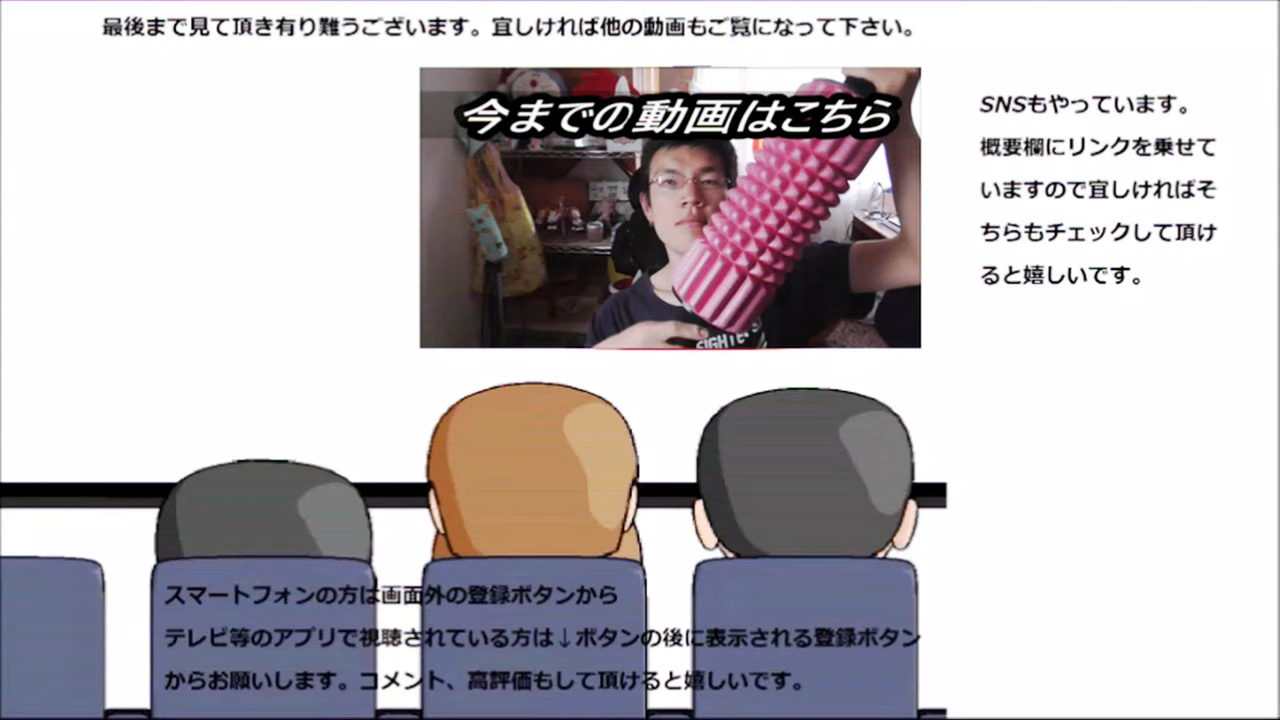 最後まで見て頂き有り難うございます。宜しければ他の動画もご覧になって下さい。
今までの動画はこちら
SNSもやっています。
概要欄にリンクを乗せて
いますので宜しければそ
ちらもチェックして頂け
ると嬉しいです。
スマートフォンの方は画面外の登録ボタンから
テレビ等のアプリで視聴されている方は↓ボタンの後に表示される登録ボタン
からお願いします。コメント、高評価もして頂けると嬉しいです。